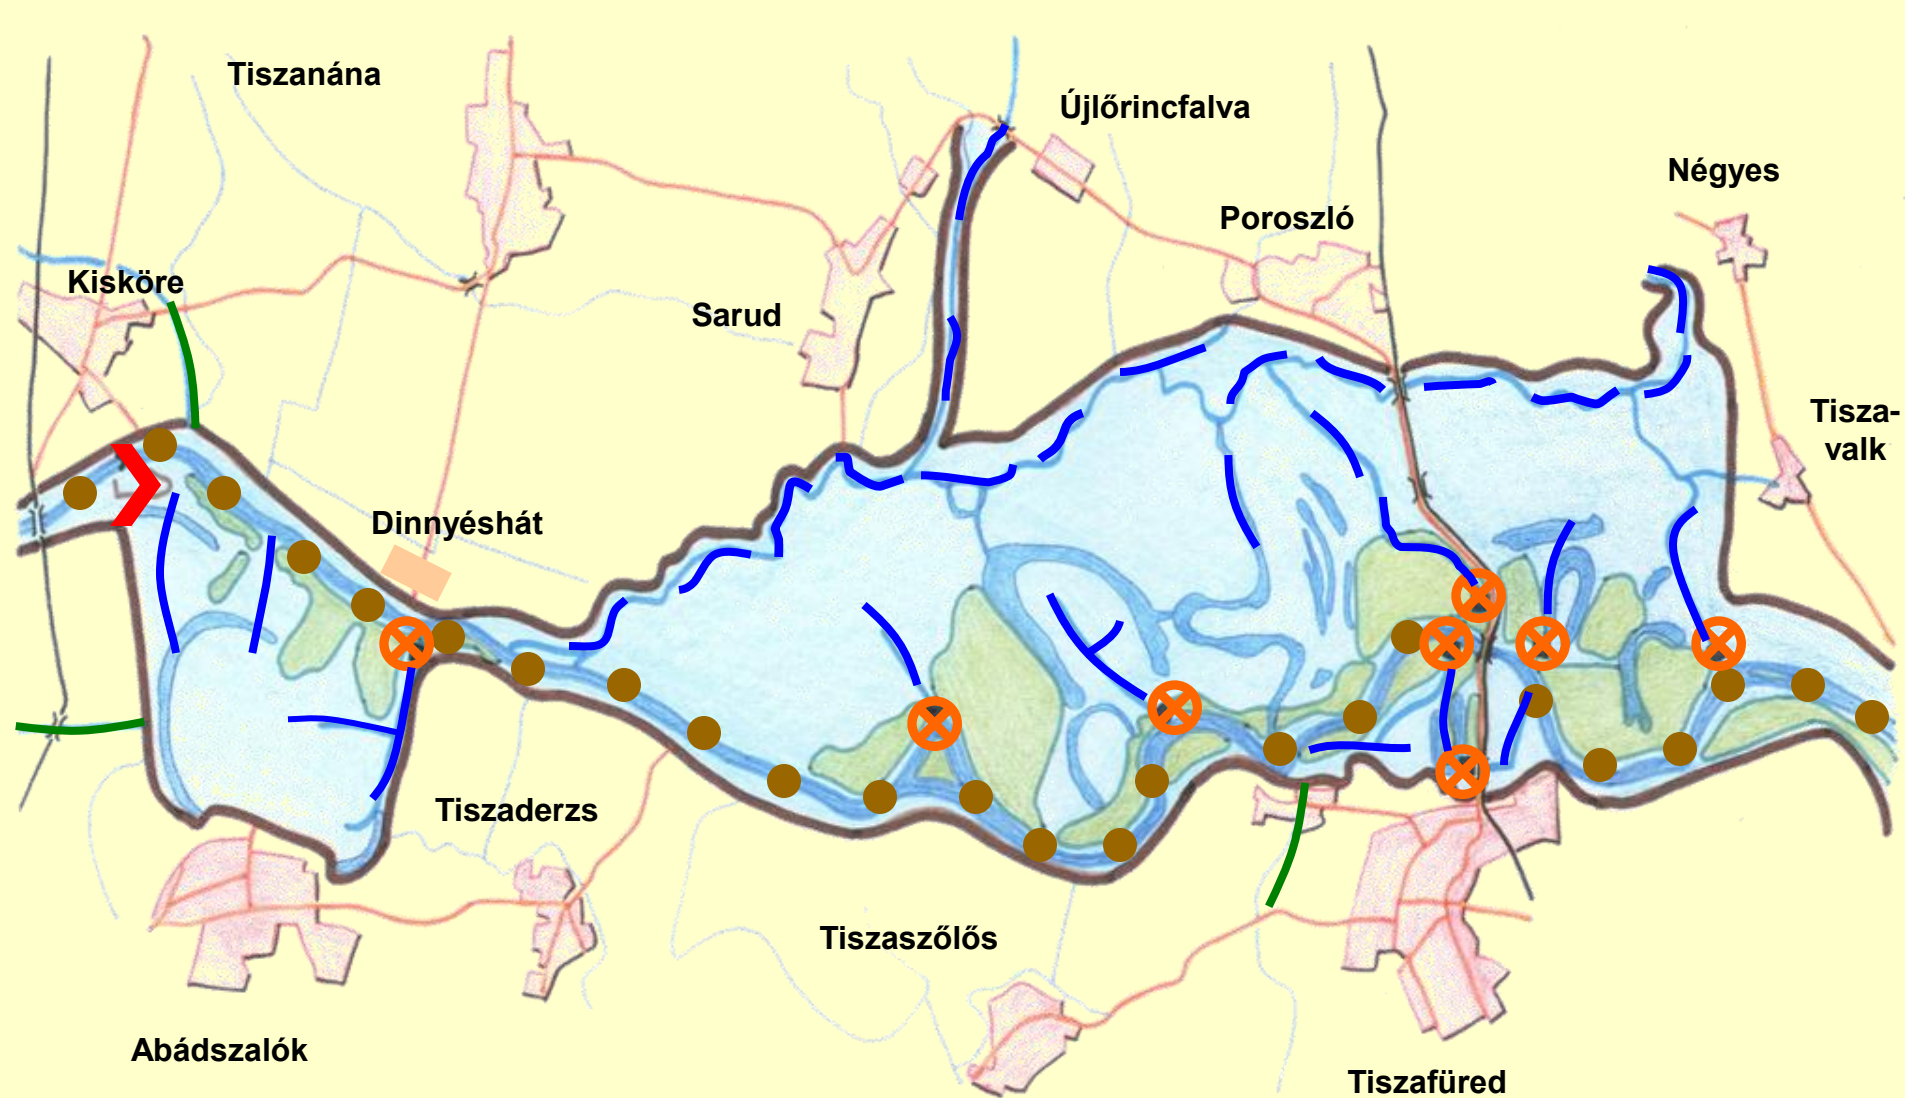 Tiszanána
Újlőrincfalva
Négyes
Poroszló
Kisköre
Sarud
Tisza-
valk
Dinnyéshát
Tiszaderzs
Tiszaszőlős
Abádszalók
Tiszafüred